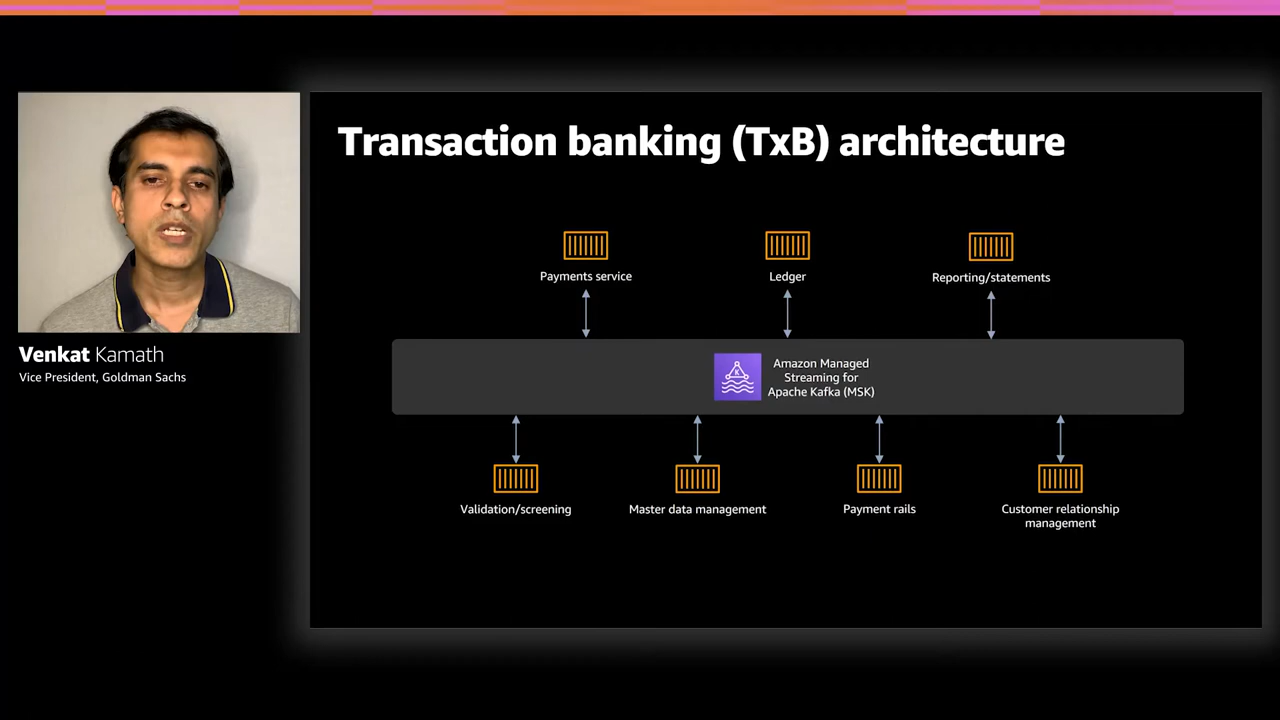 Transaction banking (TxB) architecture
Payments service
Ledger
Reporting/statements
Venkat Kamath
Vice President, Goldman Sachs
K
Amazon Managed
Streaming for
Apache Kafka (MSK)
Validation/screening
Master data management
Payment rails
Customer relationship
management